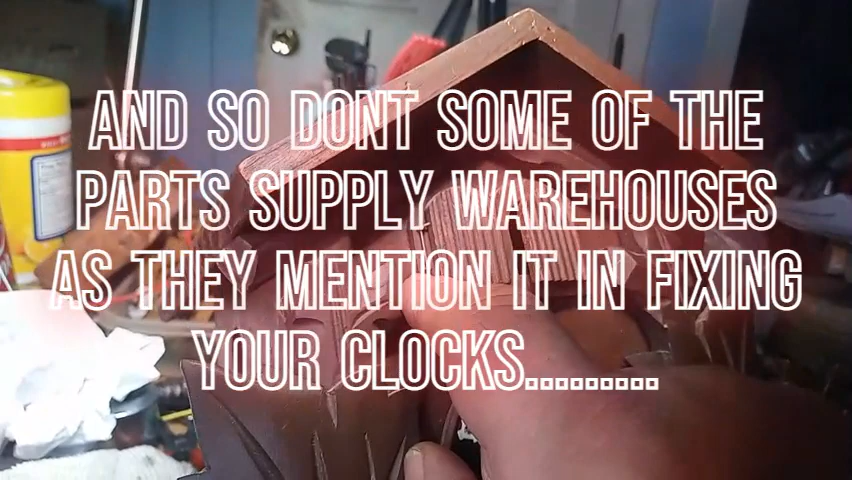 AND SO DONT SOME OF THE
PARTS SUPPLY WAREHOUSES
AS THEY MENTION IT IN FIXING
YOUR CLOCKS.........